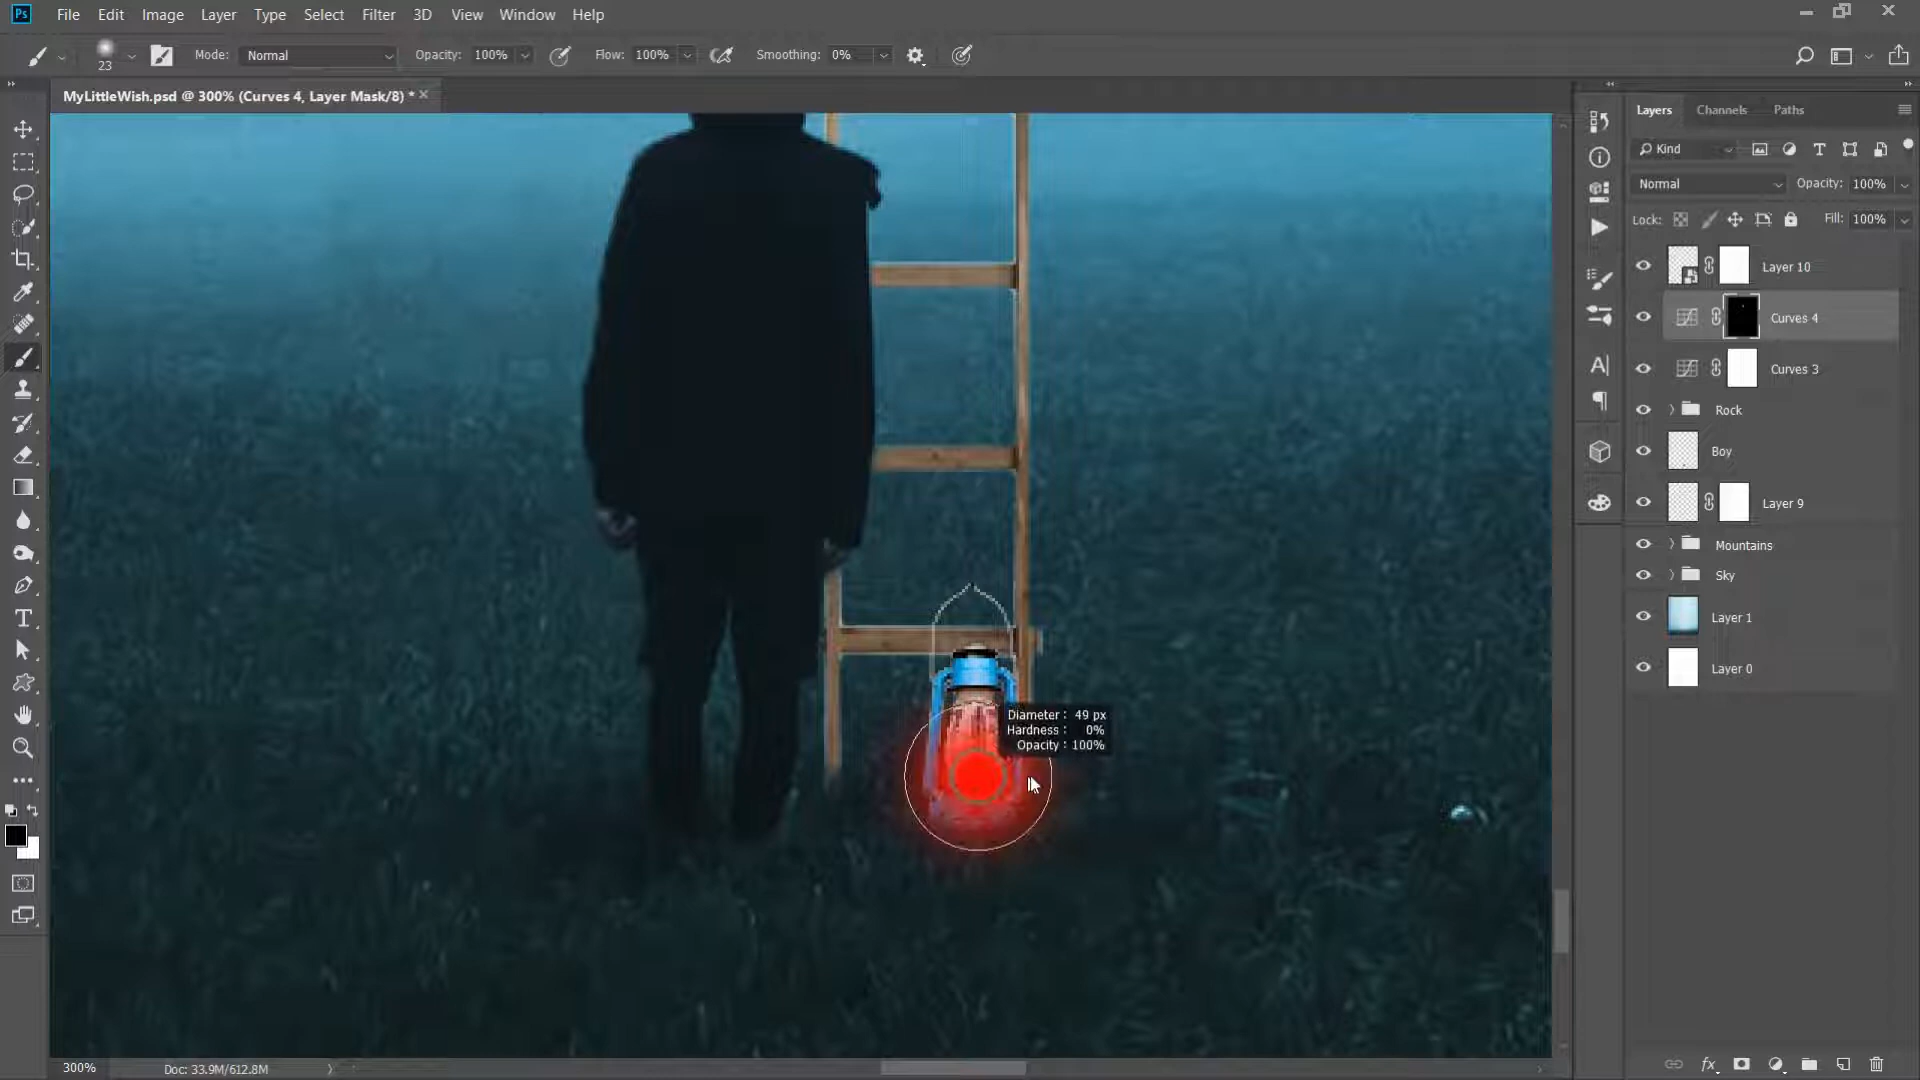 Ps File Edit Image Layer Type Select Filter 3D View Window Help
23 Mode: Normal Opacity: 100% Flow: 100% Smoothing: 0%
MyLittleWish.psd @ 300% (Curves 4, Layer Mask/8) *
Diameter : 49 px
Hardness : 0%
Opacity : 100%
Layers Channels Paths
Kind
Normal Opacity: 100%
Lock: Fill: 100%
Layer 10
Curves 4
Curves 3
Rock
Boy
Layer 9
Mountains
Sky
Layer 1
Layer 0
300% Doc: 33.9M/612.8M